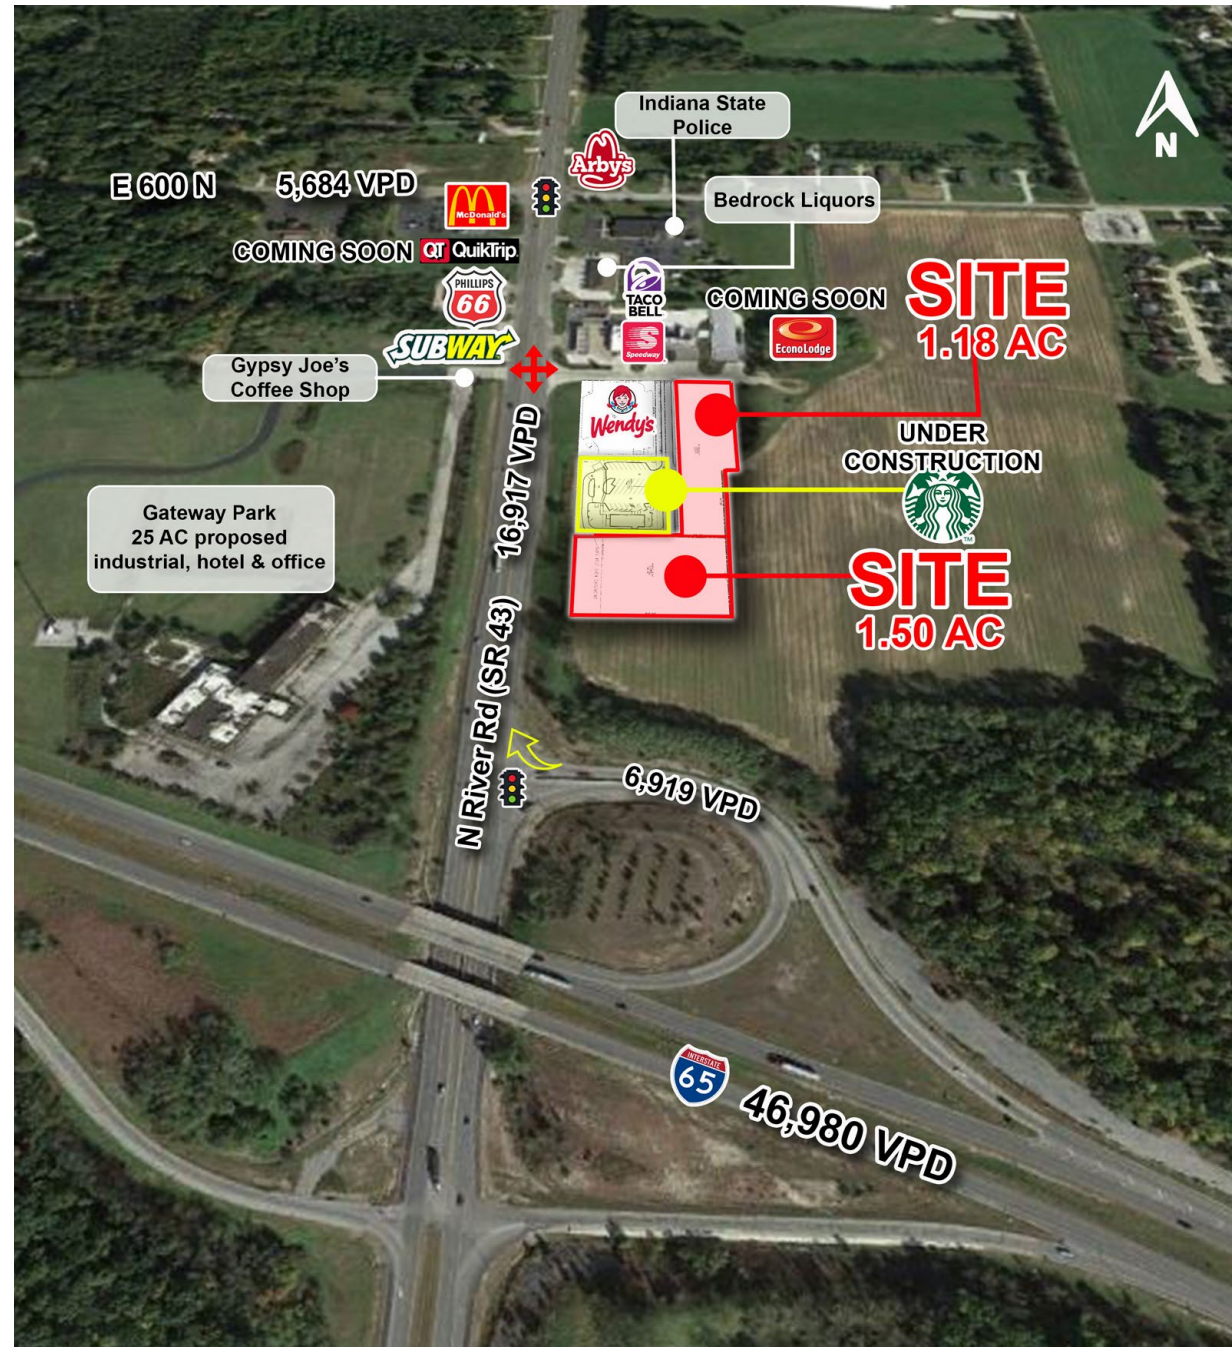 Indiana State
Police
N
Arby's
E 600 N
5,684 VPD
McDonald's
Bedrock Liquors
COMING SOON
QT QuikTrip
PHILLIPS
66
TACO
BELL
COMING SOON
SITE
1.18 AC
SUBWAY
Speedway
EconoLodge
Gypsy Joe's
Coffee Shop
Wendy's
16,917 VPD
UNDER
CONSTRUCTION
Gateway Park
25 AC proposed
industrial, hotel & office
TM
SITE
1.50 AC
N River Rd (SR 43)
6,919 VPD
INTERSTATE
65
46,980 VPD